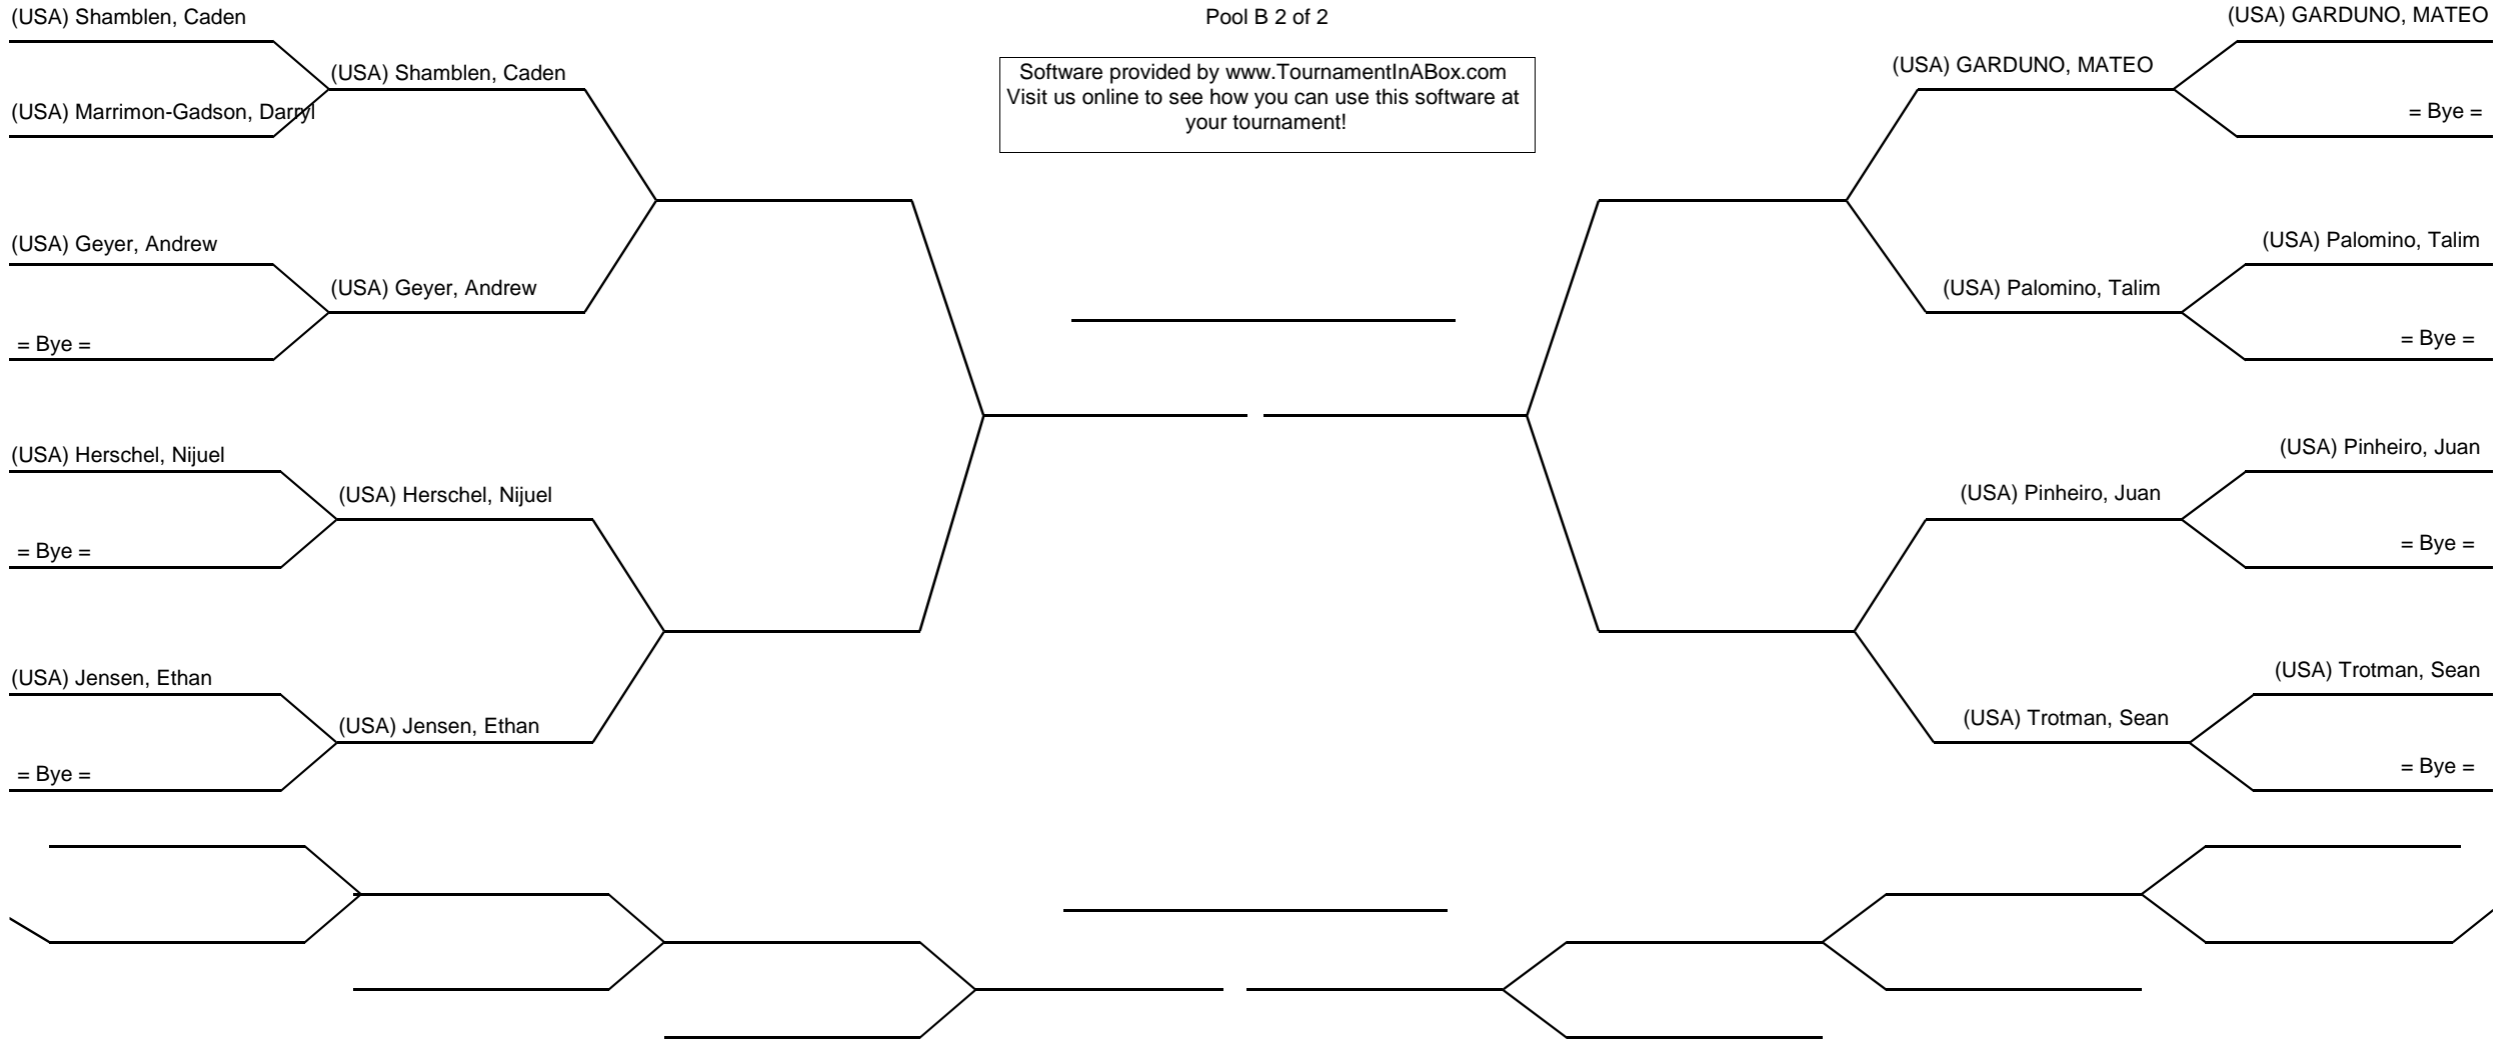 (USA) Shamblen, Caden
Pool B 2 of 2
(USA) GARDUNO, MATEO
(USA) Shamblen, Caden
Software provided by www.TournamentInABox.com
Visit us online to see how you can use this software at
your tournament!
(USA) GARDUNO, MATEO
(USA) Marrimon-Gadson, Darryl
= Bye =
(USA) Geyer, Andrew
(USA) Palomino, Talim
(USA) Geyer, Andrew
(USA) Palomino, Talim
= Bye =
= Bye =
(USA) Herschel, Nijuel
(USA) Pinheiro, Juan
(USA) Herschel, Nijuel
(USA) Pinheiro, Juan
= Bye =
= Bye =
(USA) Jensen, Ethan
(USA) Trotman, Sean
(USA) Jensen, Ethan
(USA) Trotman, Sean
= Bye =
= Bye =